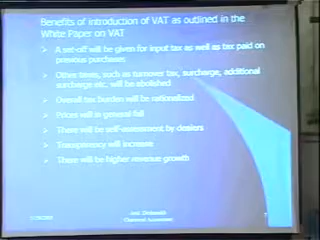 Benefits of introduction of VAT as outlined in the
White Paper on VAT
A set-off will be given for input tax as well as tax paid on
previous purchases
Other taxes, such as turnover tax, surcharge, additional
surcharge etc. will be abolished
Overall tax burden will be rationalized
Prices will in general fall
There will be self-assessment by dealers
Transparency will increase
There will be higher revenue growth
Chartered Accountant
7